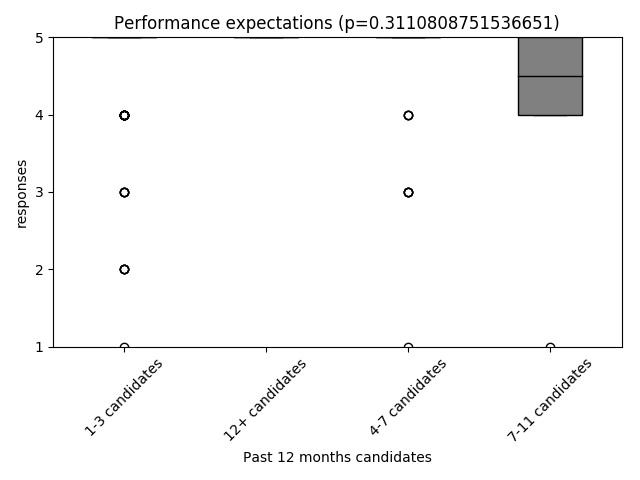 Performance expectations (p=0.3110808751536651)
5
4
3
2
1
responses
1-3 candidates
12+ candidates
4-7 candidates
7-11 candidates
Past 12 months candidates